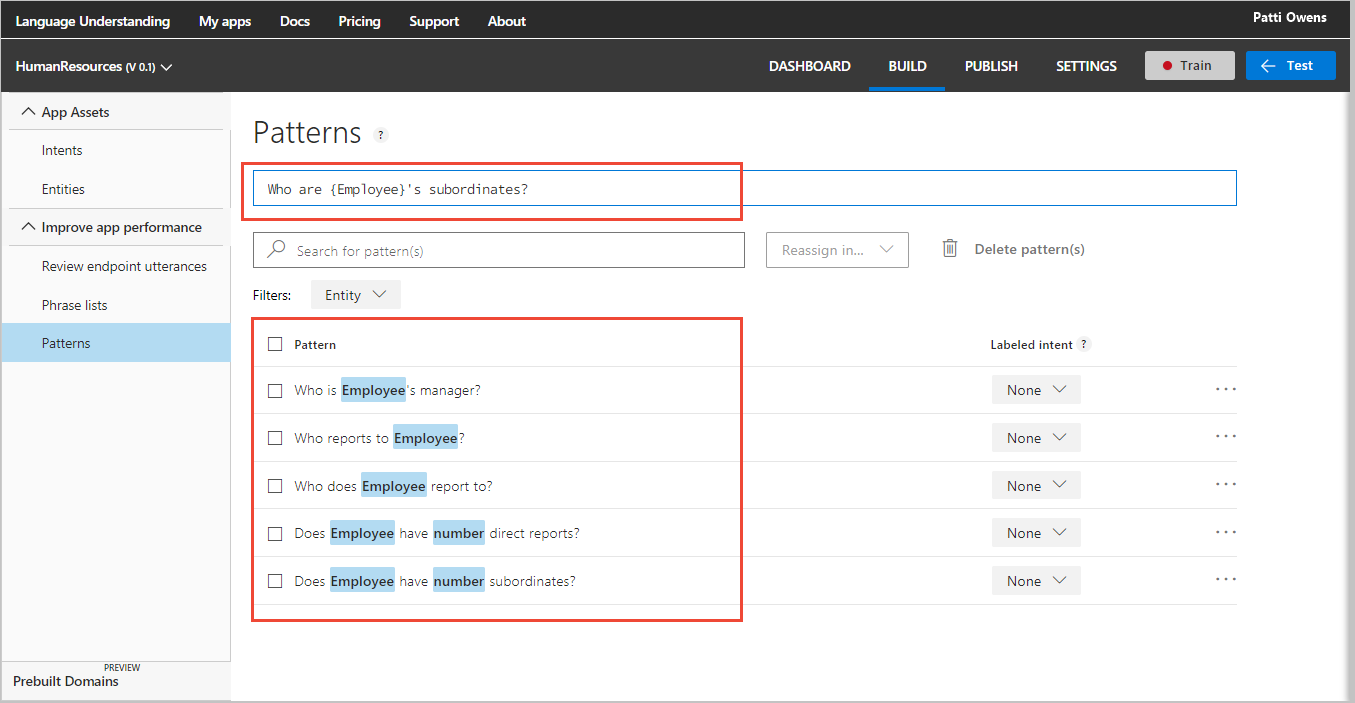 Language Understanding My apps Docs Pricing Support About Patti Owens
HumanResources (V 0.1) DASHBOARD BUILD PUBLISH SETTINGS Train Test
App Assets
Intents
Entities
Improve app performance
Review endpoint utterances
Phrase lists
Patterns
PREVIEW
Prebuilt Domains
Patterns ?
Who are {Employee}'s subordinates?
Search for pattern(s) Reassign in... Delete pattern(s)
Filters: Entity
Pattern Labeled intent ?
Who is Employee's manager? None ...
Who reports to Employee? None ...
Who does Employee report to? None ...
Does Employee have number direct reports? None ...
Does Employee have number subordinates? None ...